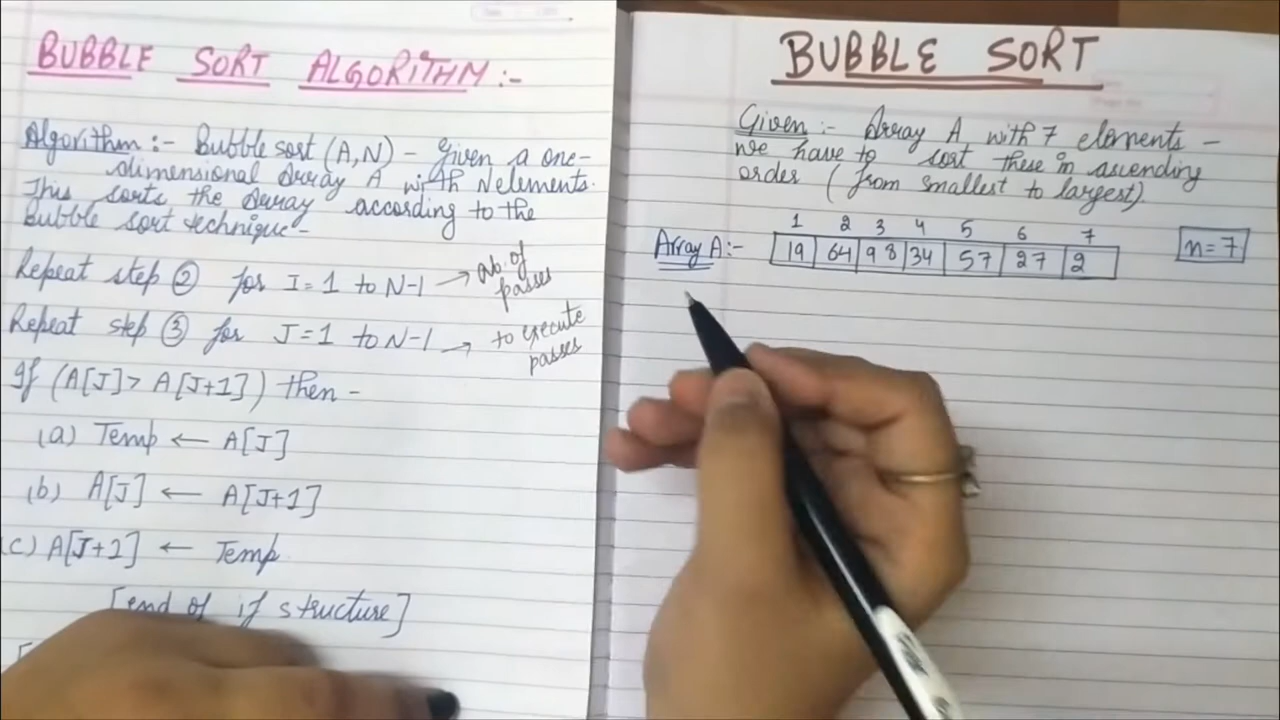 BUBBLE SORT ALGORITHM :-
Algorithm :- Bubble sort (A,N) - Given a one-
dimensional Array A with N elements.
This sorts the Array according to the
Bubble sort technique-
Repeat step ② for I = 1 to N-1 → No. of
passes
Repeat step ③ for J = 1 to N-1 → to execute
passes
If (A[J] > A[J+1]) then -
(a) Temp ← A[J]
(b) A[J] ← A[J+1]
(c) A[J+1] ← Temp
[end of if structure]
BUBBLE SORT
Given :- Array A with 7 elements -
we have to sort these in ascending
order (from smallest to largest).
1 2 3 4 5 6 7
Array A :- 19 64 98 34 57 27 2 n = 7